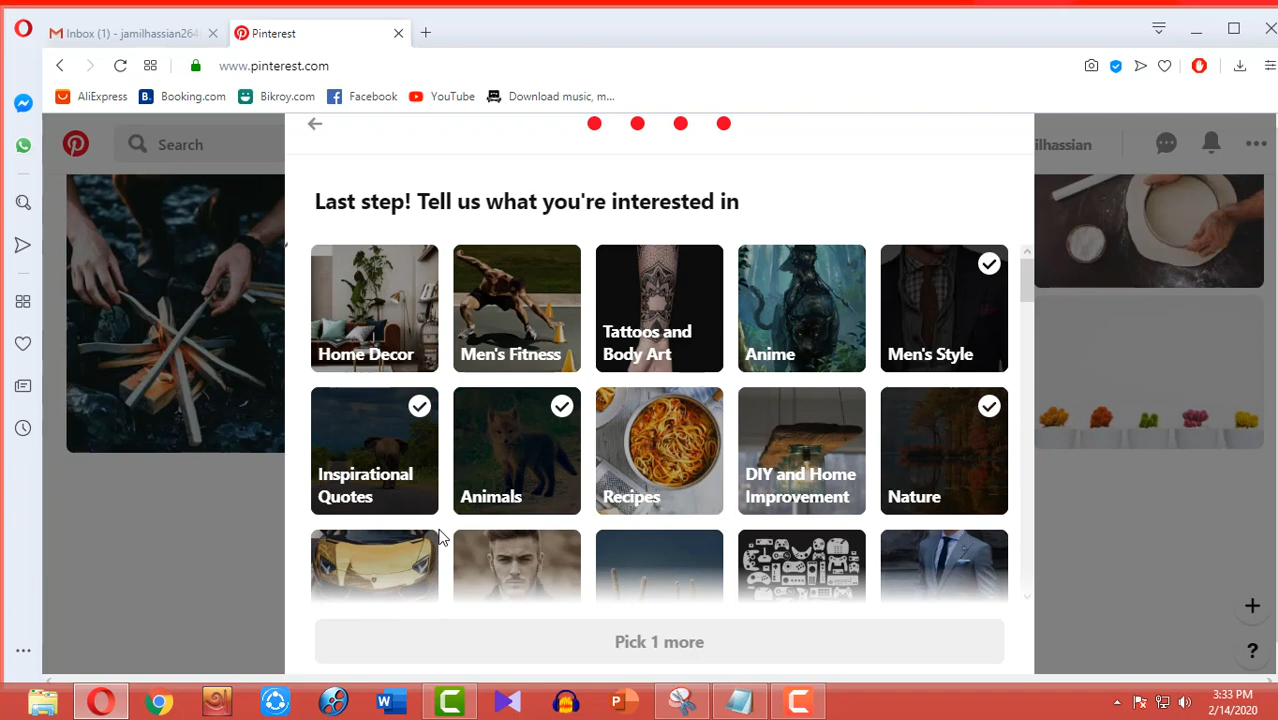 Inbox (1) - jamilhassian264
Pinterest
www.pinterest.com
AliExpress
B. Booking.com
Bikroy.com
Facebook
YouTube
Download music, m...
Search
ilhassian
Last step! Tell us what you're interested in
Home Decor
Men's Fitness
Tattoos and
Body Art
Anime
Men's Style
Inspirational
Quotes
Animals
Recipes
DIY and Home
Improvement
Nature
Pick 1 more
?
3:33 PM
2/14/2020